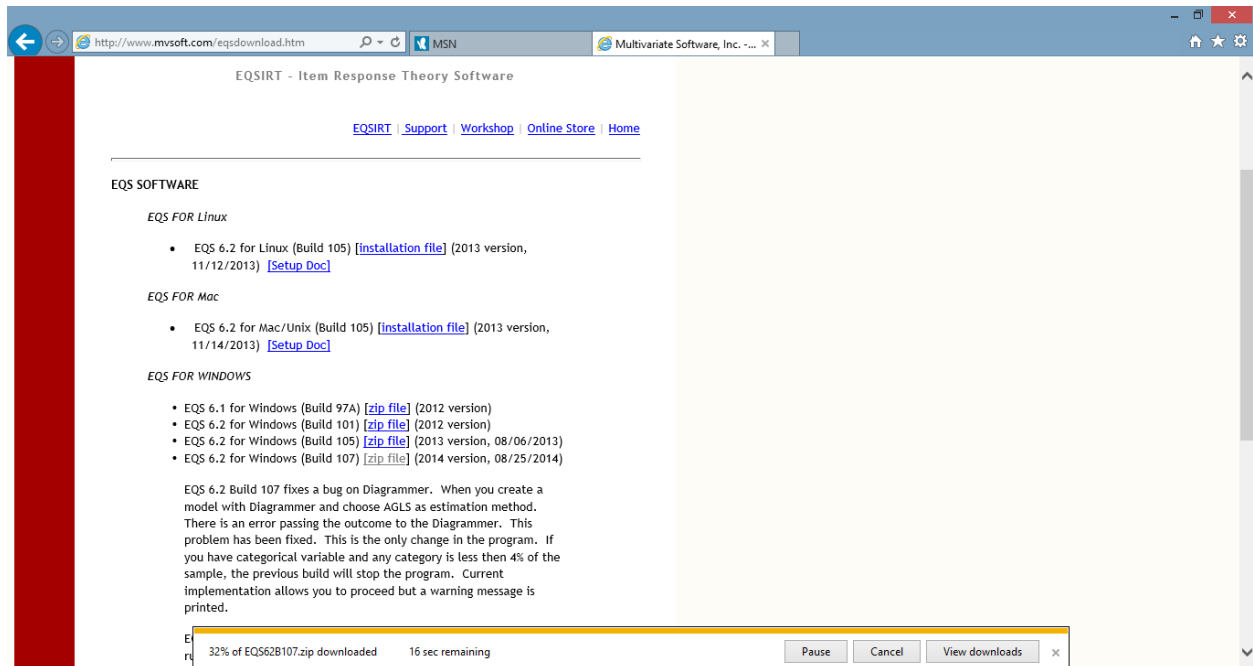 http://www.mvsoft.com/eqsdownload.htm
MSN
Multivariate Software, Inc. -...
EQSIRT - Item Response Theory Software
EQSIRT | Support | Workshop | Online Store | Home
EQS SOFTWARE
EQS FOR Linux
• EQS 6.2 for Linux (Build 105) [installation file] (2013 version,
11/12/2013) [Setup Doc]
EQS FOR Mac
• EQS 6.2 for Mac/Unix (Build 105) [installation file] (2013 version,
11/14/2013) [Setup Doc]
EQS FOR WINDOWS
• EQS 6.1 for Windows (Build 97A) [zip file] (2012 version)
• EQS 6.2 for Windows (Build 101) [zip file] (2012 version)
• EQS 6.2 for Windows (Build 105) [zip file] (2013 version, 08/06/2013)
• EQS 6.2 for Windows (Build 107) [zip file] (2014 version, 08/25/2014)
EQS 6.2 Build 107 fixes a bug on Diagrammer. When you create a
model with Diagrammer and choose AGLS as estimation method.
There is an error passing the outcome to the Diagrammer. This
problem has been fixed. This is the only change in the program. If
you have categorical variable and any category is less then 4% of the
sample, the previous build will stop the program. Current
implementation allows you to proceed but a warning message is
printed.
32% of EQS62B107.zip downloaded 16 sec remaining Pause Cancel View downloads